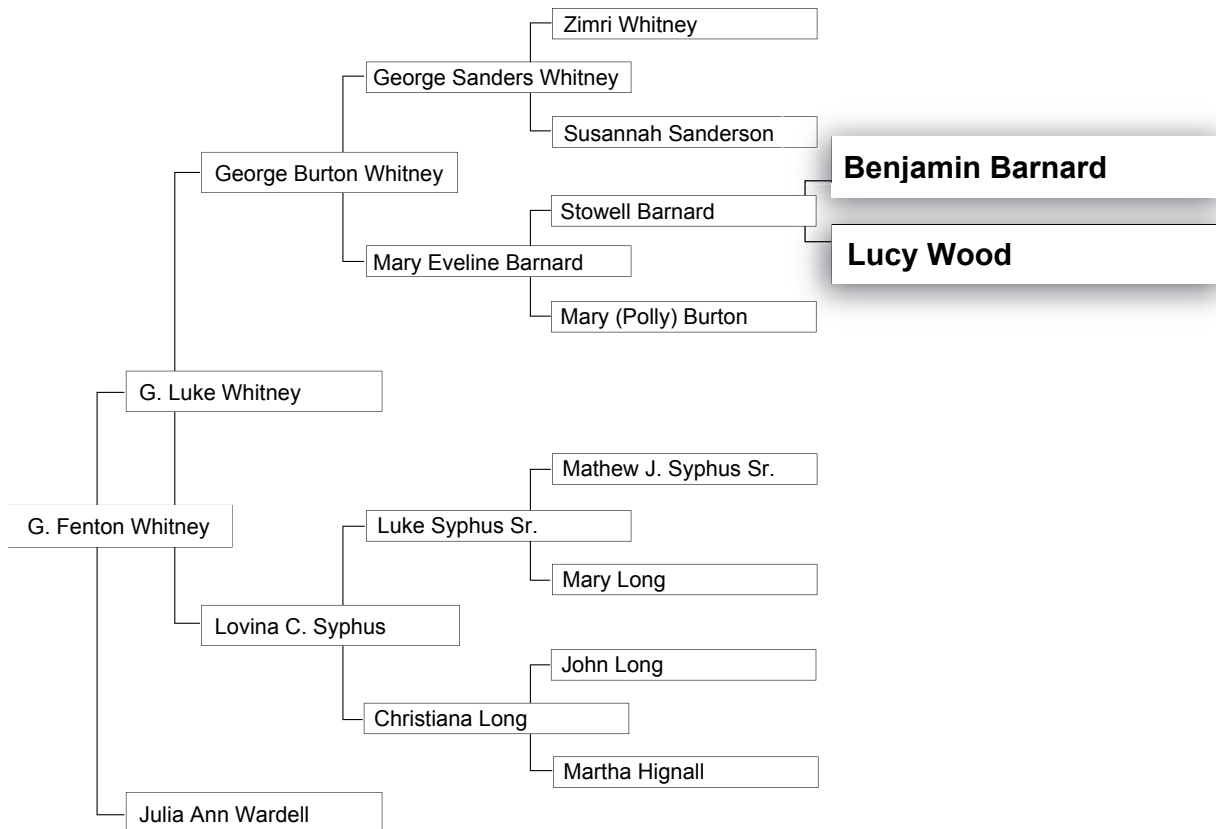 Zimri Whitney
George Sanders Whitney
Susannah Sanderson
Benjamin Barnard
George Burton Whitney
Stowell Barnard
Lucy Wood
Mary Eveline Barnard
Mary (Polly) Burton
G. Luke Whitney
Mathew J. Syphus Sr.
G. Fenton Whitney
Luke Syphus Sr.
Mary Long
Lovina C. Syphus
John Long
Christiana Long
Martha Hignall
Julia Ann Wardell